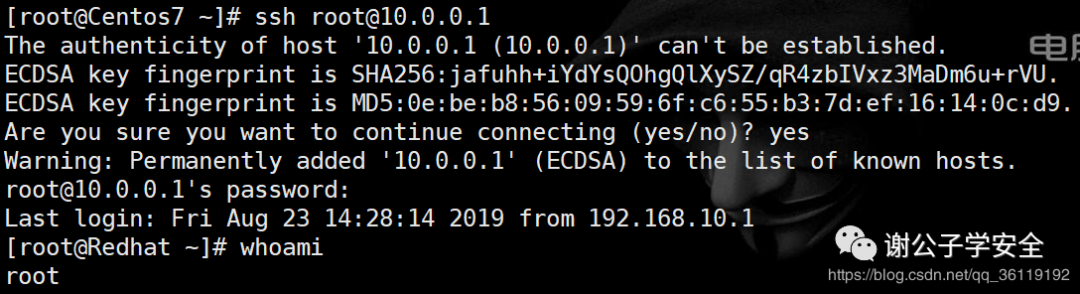 [root@Centos7 ~]# ssh root@10.0.0.1
The authenticity of host '10.0.0.1 (10.0.0.1)' can't be established.
ECDSA key fingerprint is SHA256:jafuhh+iYdYsQOhgQlXySZ/qR4zbIVxz3MaDm6u+rVU.
ECDSA key fingerprint is MD5:0e:be:b8:56:09:59:6f:c6:55:b3:7d:ef:16:14:0c:d9.
Are you sure you want to continue connecting (yes/no)? yes
Warning: Permanently added '10.0.0.1' (ECDSA) to the list of known hosts.
root@10.0.0.1's password:
Last login: Fri Aug 23 14:28:14 2019 from 192.168.10.1
[root@Redhat ~]# whoami
root
谢公子学安全
https://blog.csdn.net/qq_36119192